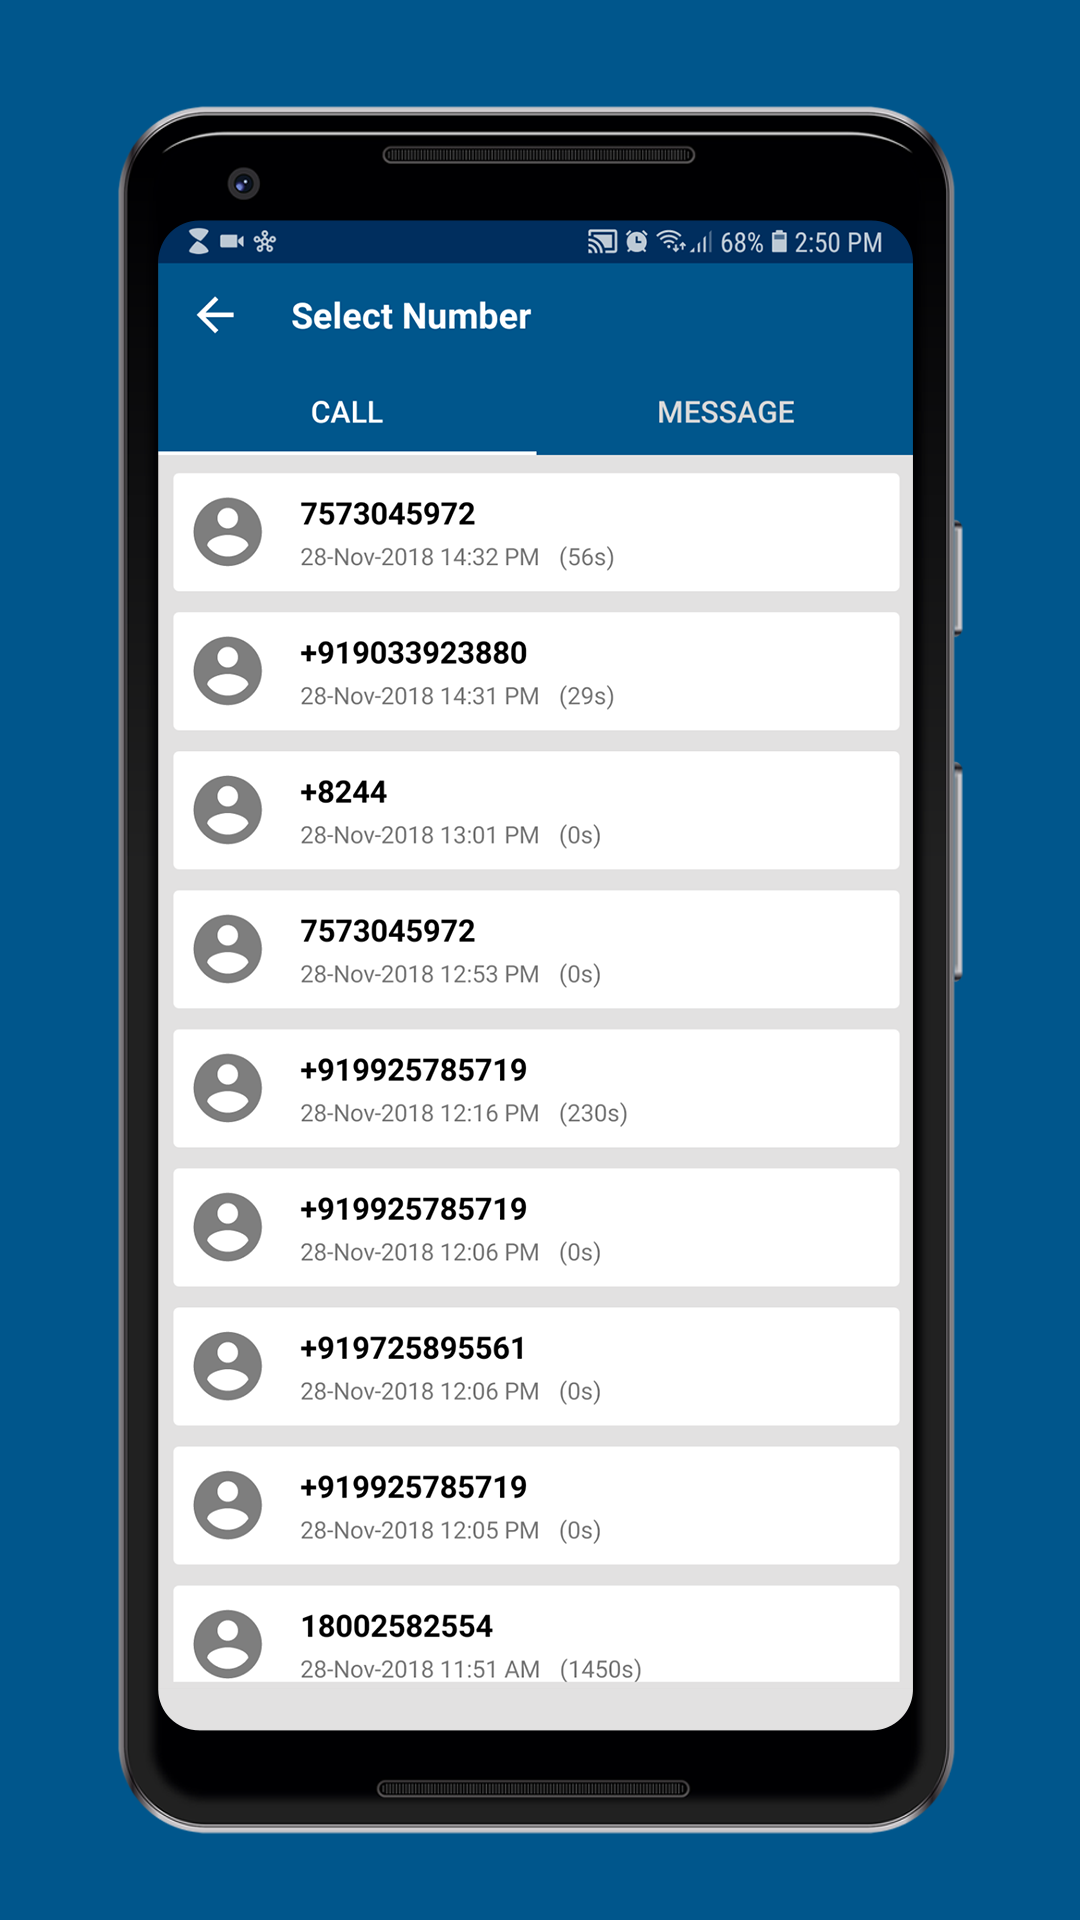 68% 2:50 PM
Select Number
CALL MESSAGE
7573045972
28-Nov-2018 14:32 PM (56s)
+919033923880
28-Nov-2018 14:31 PM (29s)
+8244
28-Nov-2018 13:01 PM (0s)
7573045972
28-Nov-2018 12:53 PM (0s)
+919925785719
28-Nov-2018 12:16 PM (230s)
+919925785719
28-Nov-2018 12:06 PM (0s)
+919725895561
28-Nov-2018 12:06 PM (0s)
+919925785719
28-Nov-2018 12:05 PM (0s)
18002582554
28-Nov-2018 11:51 AM (1450s)